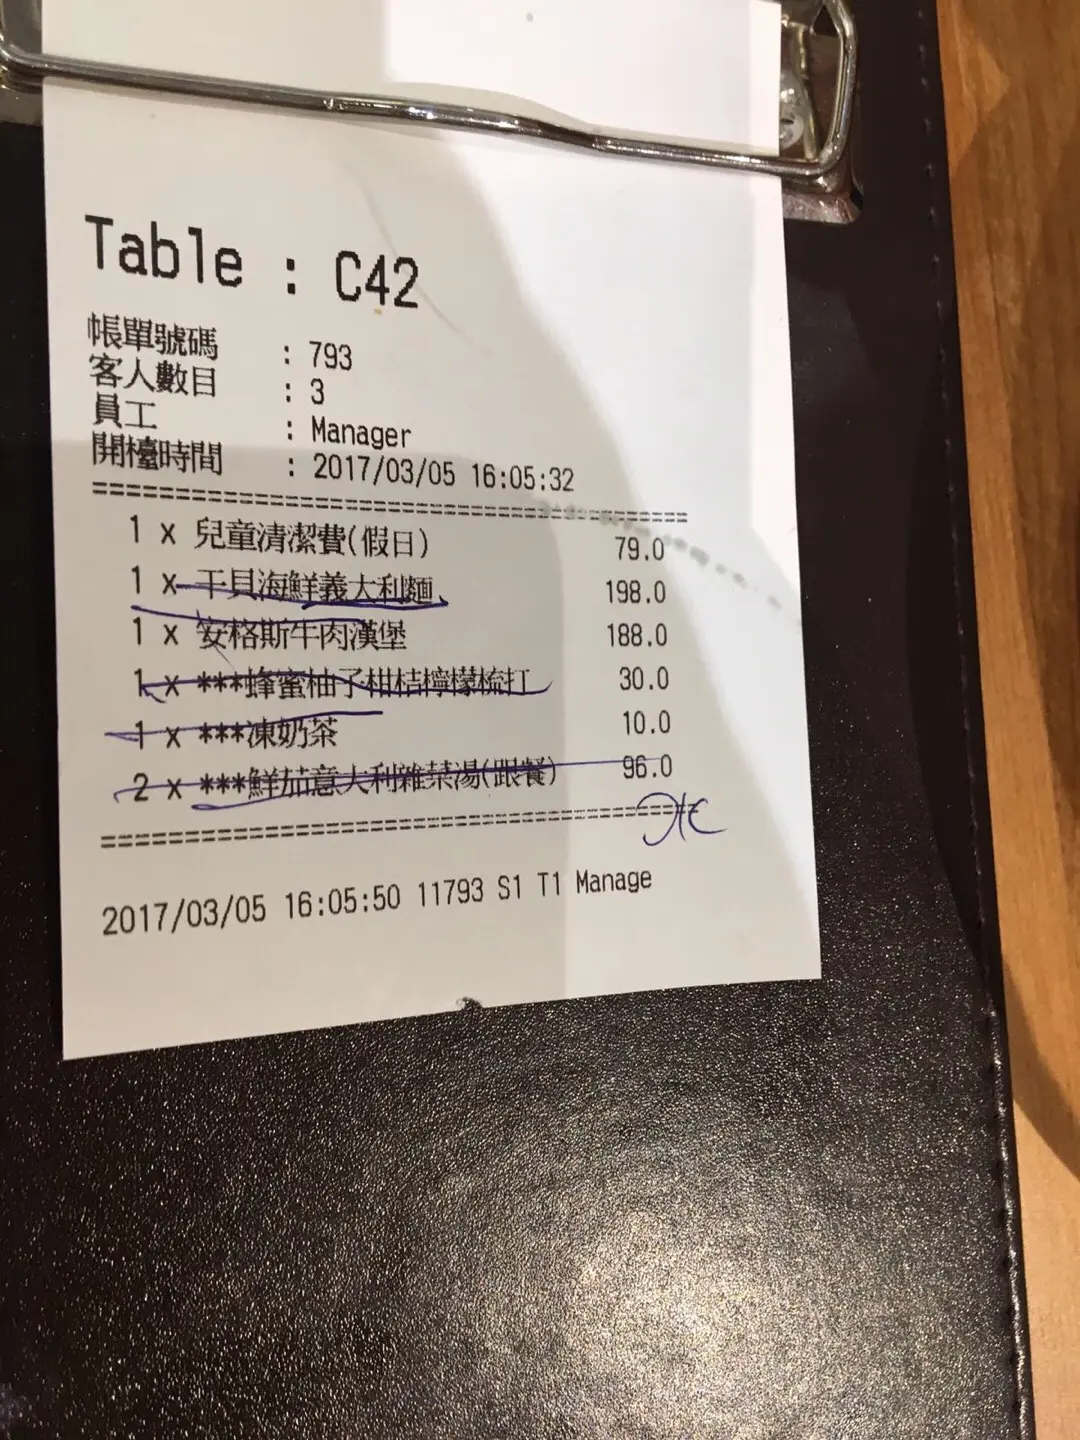 Table : C42
帳單號碼 : 793
客人數目 : 3
員工 : Manager
開檯時間 : 2017/03/05 16:05:32
==========================================
1 x 兒童清潔費(假日) 79.0
1 x 干貝海鮮義大利麵 198.0
1 x 安格斯牛肉漢堡 188.0
1 x ***蜂蜜柚子柑桔檸檬梳打 30.0
1 x ***凍奶茶 10.0
2 x ***鮮茄意大利雜菜湯(跟餐) 96.0
==========================================
2017/03/05 16:05:50 11793 S1 T1 Manage